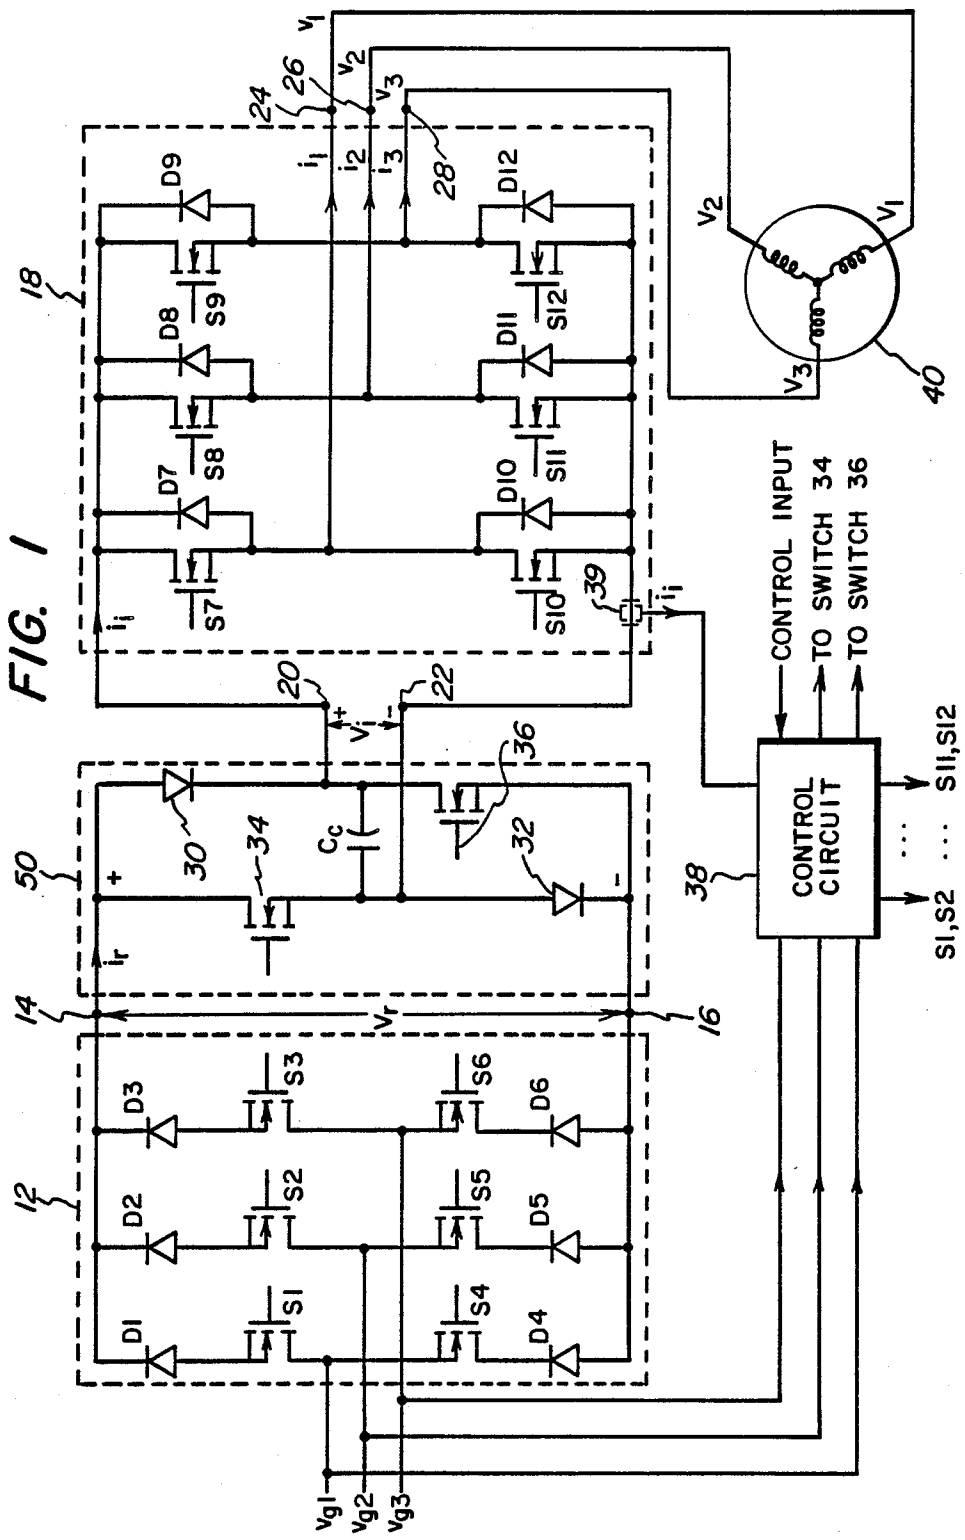 FIG. 1
12
14
50
18
24
26
v1
v2
v3
28
D1
D2
D3
ir
+
30
34
ii
D7
D8
D9
i1
i2
i3
S1
S2
S3
S7
S8
S9
Vr
Cc
20
+
Vi
-
22
36
S4
S5
S6
D4
D5
D6
32
-
D10
D11
D12
S10
S11
S12
39
ii
16
vg1
vg2
vg3
38
CONTROL
CIRCUIT
CONTROL INPUT
TO SWITCH 34
TO SWITCH 36
S1,S2
... ...
S11,S12
V3
V2
V1
40